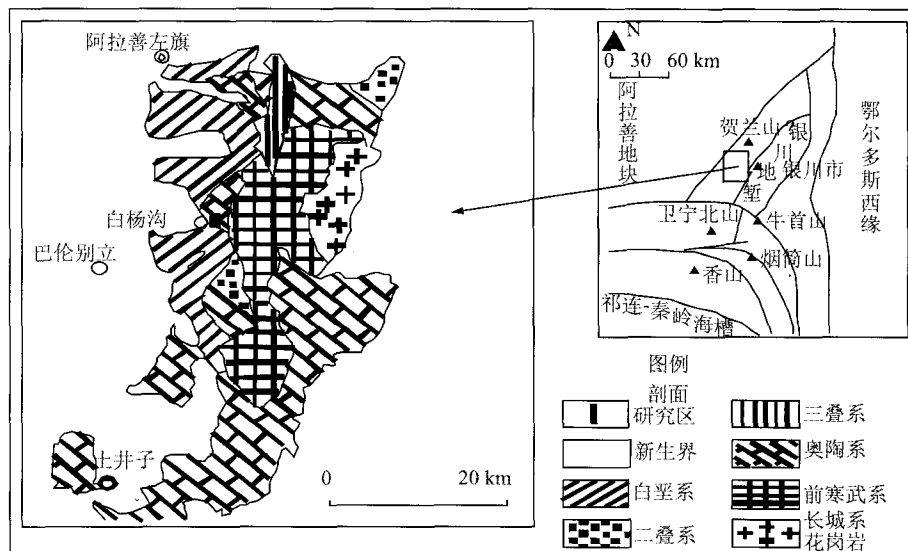 阿拉善左旗
白杨沟
巴伦别立
土井子
0 20 km
N
0 30 60 km
阿拉善地块
贺兰山
银川地堑
银川市
鄂尔多斯西缘
卫宁北山
牛首山
烟筒山
香山
祁连-秦岭海槽
图例
剖面
研究区
三叠系
新生界
奥陶系
白垩系
前寒武系
二叠系
长城系
花岗岩